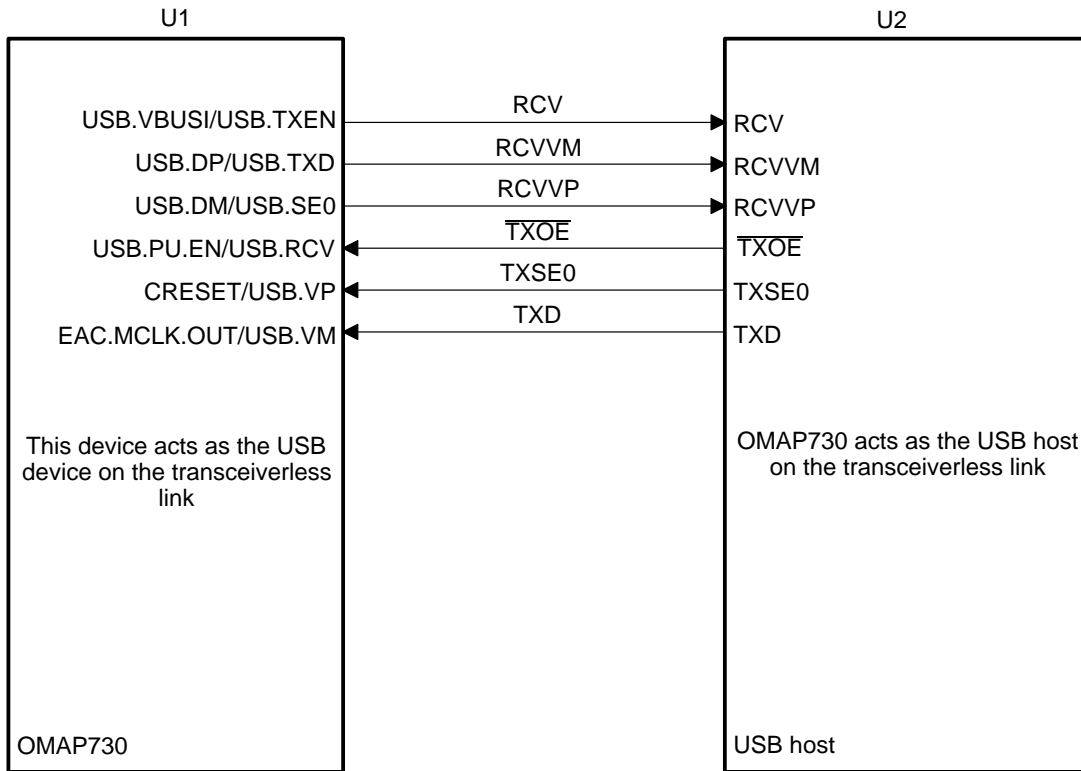 U1
U2
USB.VBUSI/USB.TXEN
RCV
RCV
USB.DP/USB.TXD
RCVVM
RCVVM
USB.DM/USB.SE0
RCVVP
RCVVP
USB.PU.EN/USB.RCV
T̅X̅O̅E̅
T̅X̅O̅E̅
CRESET/USB.VP
TXSE0
TXSE0
EAC.MCLK.OUT/USB.VM
TXD
TXD
This device acts as the USB
device on the transceiverless
link
OMAP730 acts as the USB host
on the transceiverless link
OMAP730
USB host